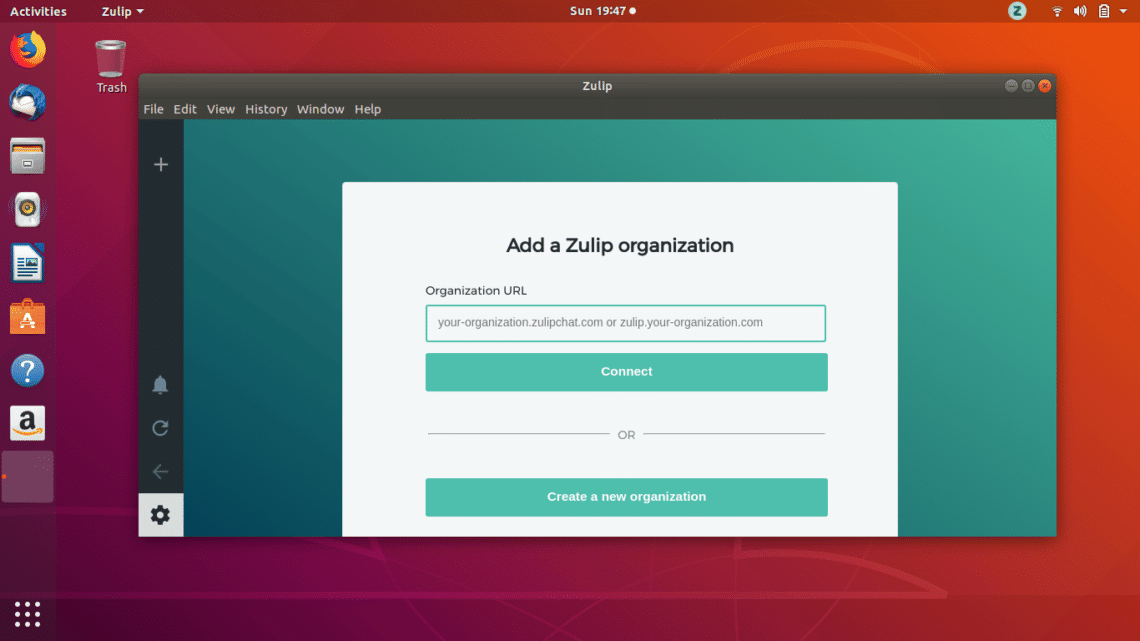 Activities
Zulip
Sun 19:47
Z
Trash
Zulip
File Edit View History Window Help
Add a Zulip organization
Organization URL
your-organization.zulipchat.com or zulip.your-organization.com
Connect
OR
Create a new organization
?
a